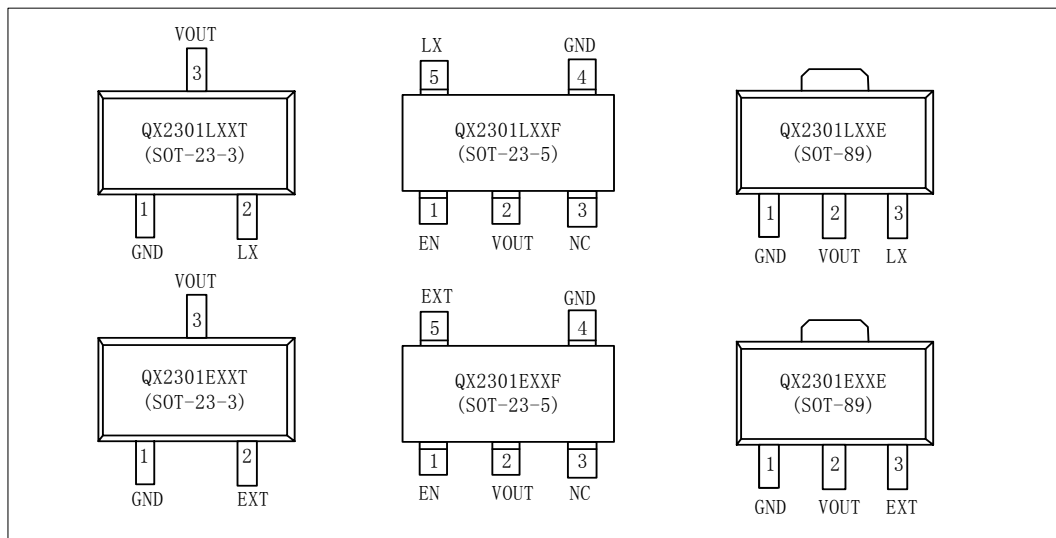 VOUT
3
QX2301LXXT
(SOT-23-3)
1
2
GND
LX
LX
GND
5
4
QX2301LXXF
(SOT-23-5)
1
2
3
EN
VOUT
NC
QX2301LXXE
(SOT-89)
1
2
3
GND
VOUT
LX
VOUT
3
QX2301EXXT
(SOT-23-3)
1
2
GND
EXT
EXT
GND
5
4
QX2301EXXF
(SOT-23-5)
1
2
3
EN
VOUT
NC
QX2301EXXE
(SOT-89)
1
2
3
GND
VOUT
EXT